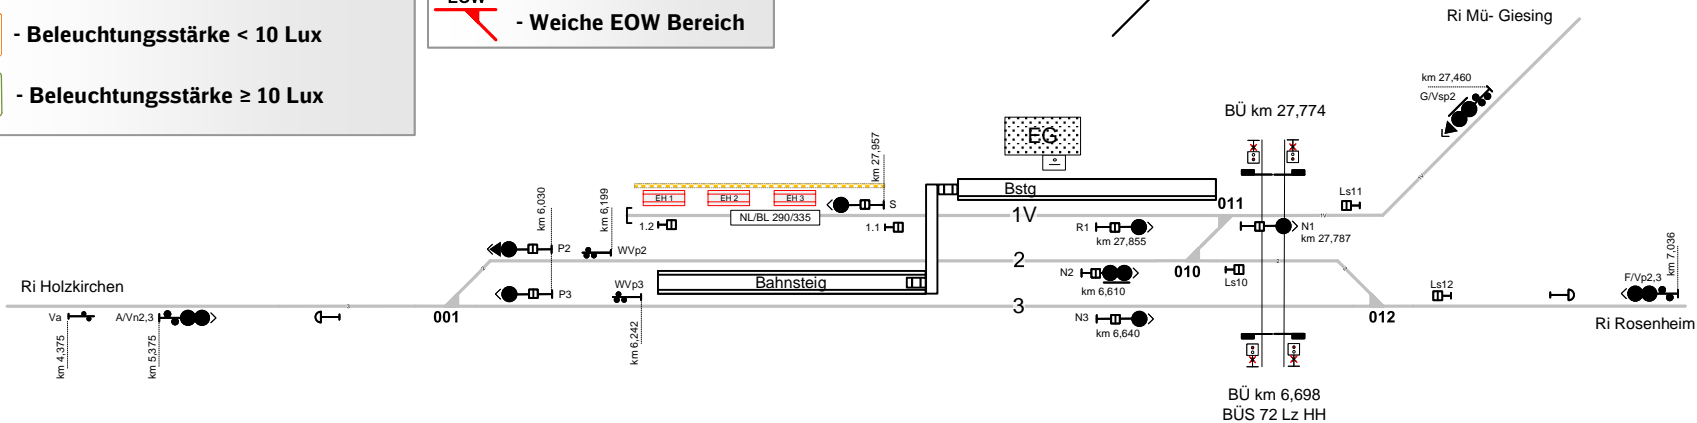 EOW
- Weiche EOW Bereich
- Beleuchtungsstärke < 10 Lux
- Beleuchtungsstärke ≥ 10 Lux
Ri Mü- Giesing
km 27,460
G/Vsp2
BÜ km 27,774
EG
km 27,957
km 6,030
km 6,199
EH 1
EH 2
EH 3
NL/BL 290/335
S
Bstg
1V
011
Ls11
1.2
1.1
R1
km 27,855
N1
km 27,787
P2
WVp2
2
010
N2
km 6,610
Ls10
km 7,036
Ri Holzkirchen
P3
WVp3
Bahnsteig
F/Vp2,3
Ls12
3
Va
A/Vn2,3
001
N3
km 6,640
012
Ri Rosenheim
km 4,375
km 5,375
km 6,242
BÜ km 6,698
BÜS 72 Lz HH